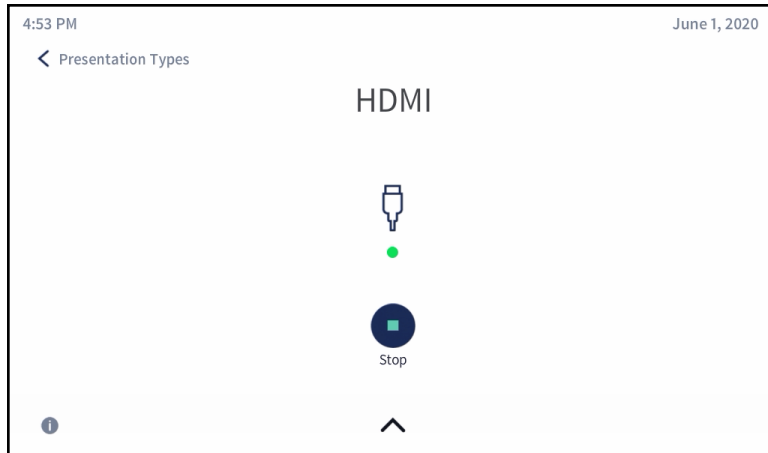 4:53 PM
June 1, 2020
Presentation Types
HDMI
Stop
i